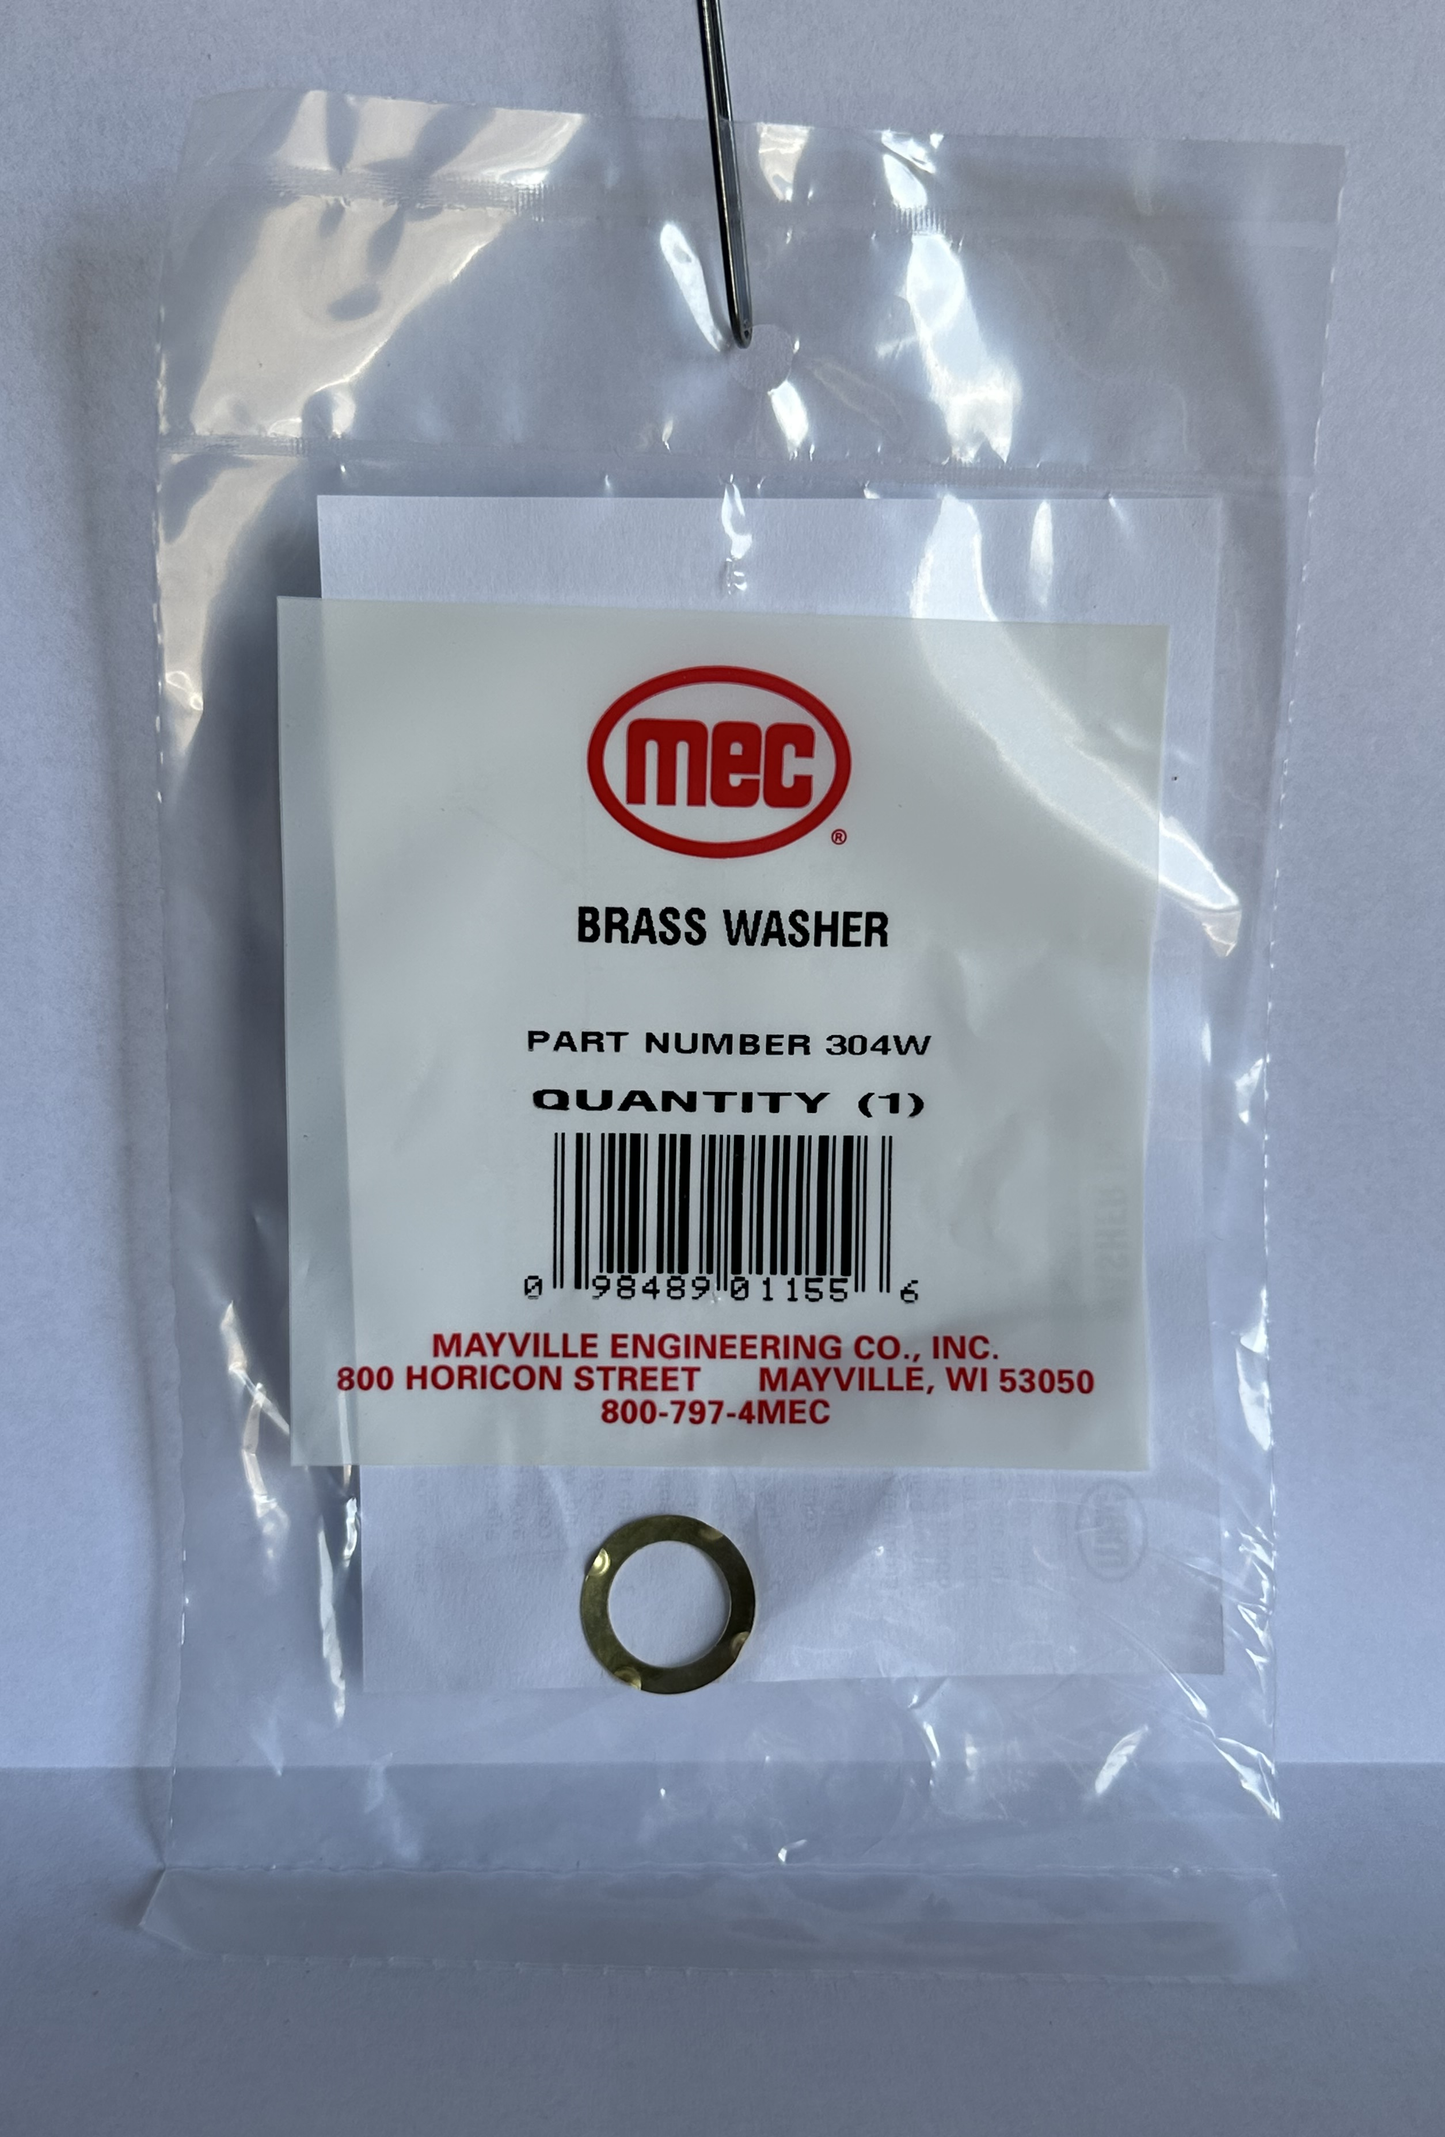 mec
®
BRASS WASHER
PART NUMBER 304W
QUANTITY (1)
0 98489 01155 6
MAYVILLE ENGINEERING CO., INC.
800 HORICON STREET MAYVILLE, WI 53050
800-797-4MEC